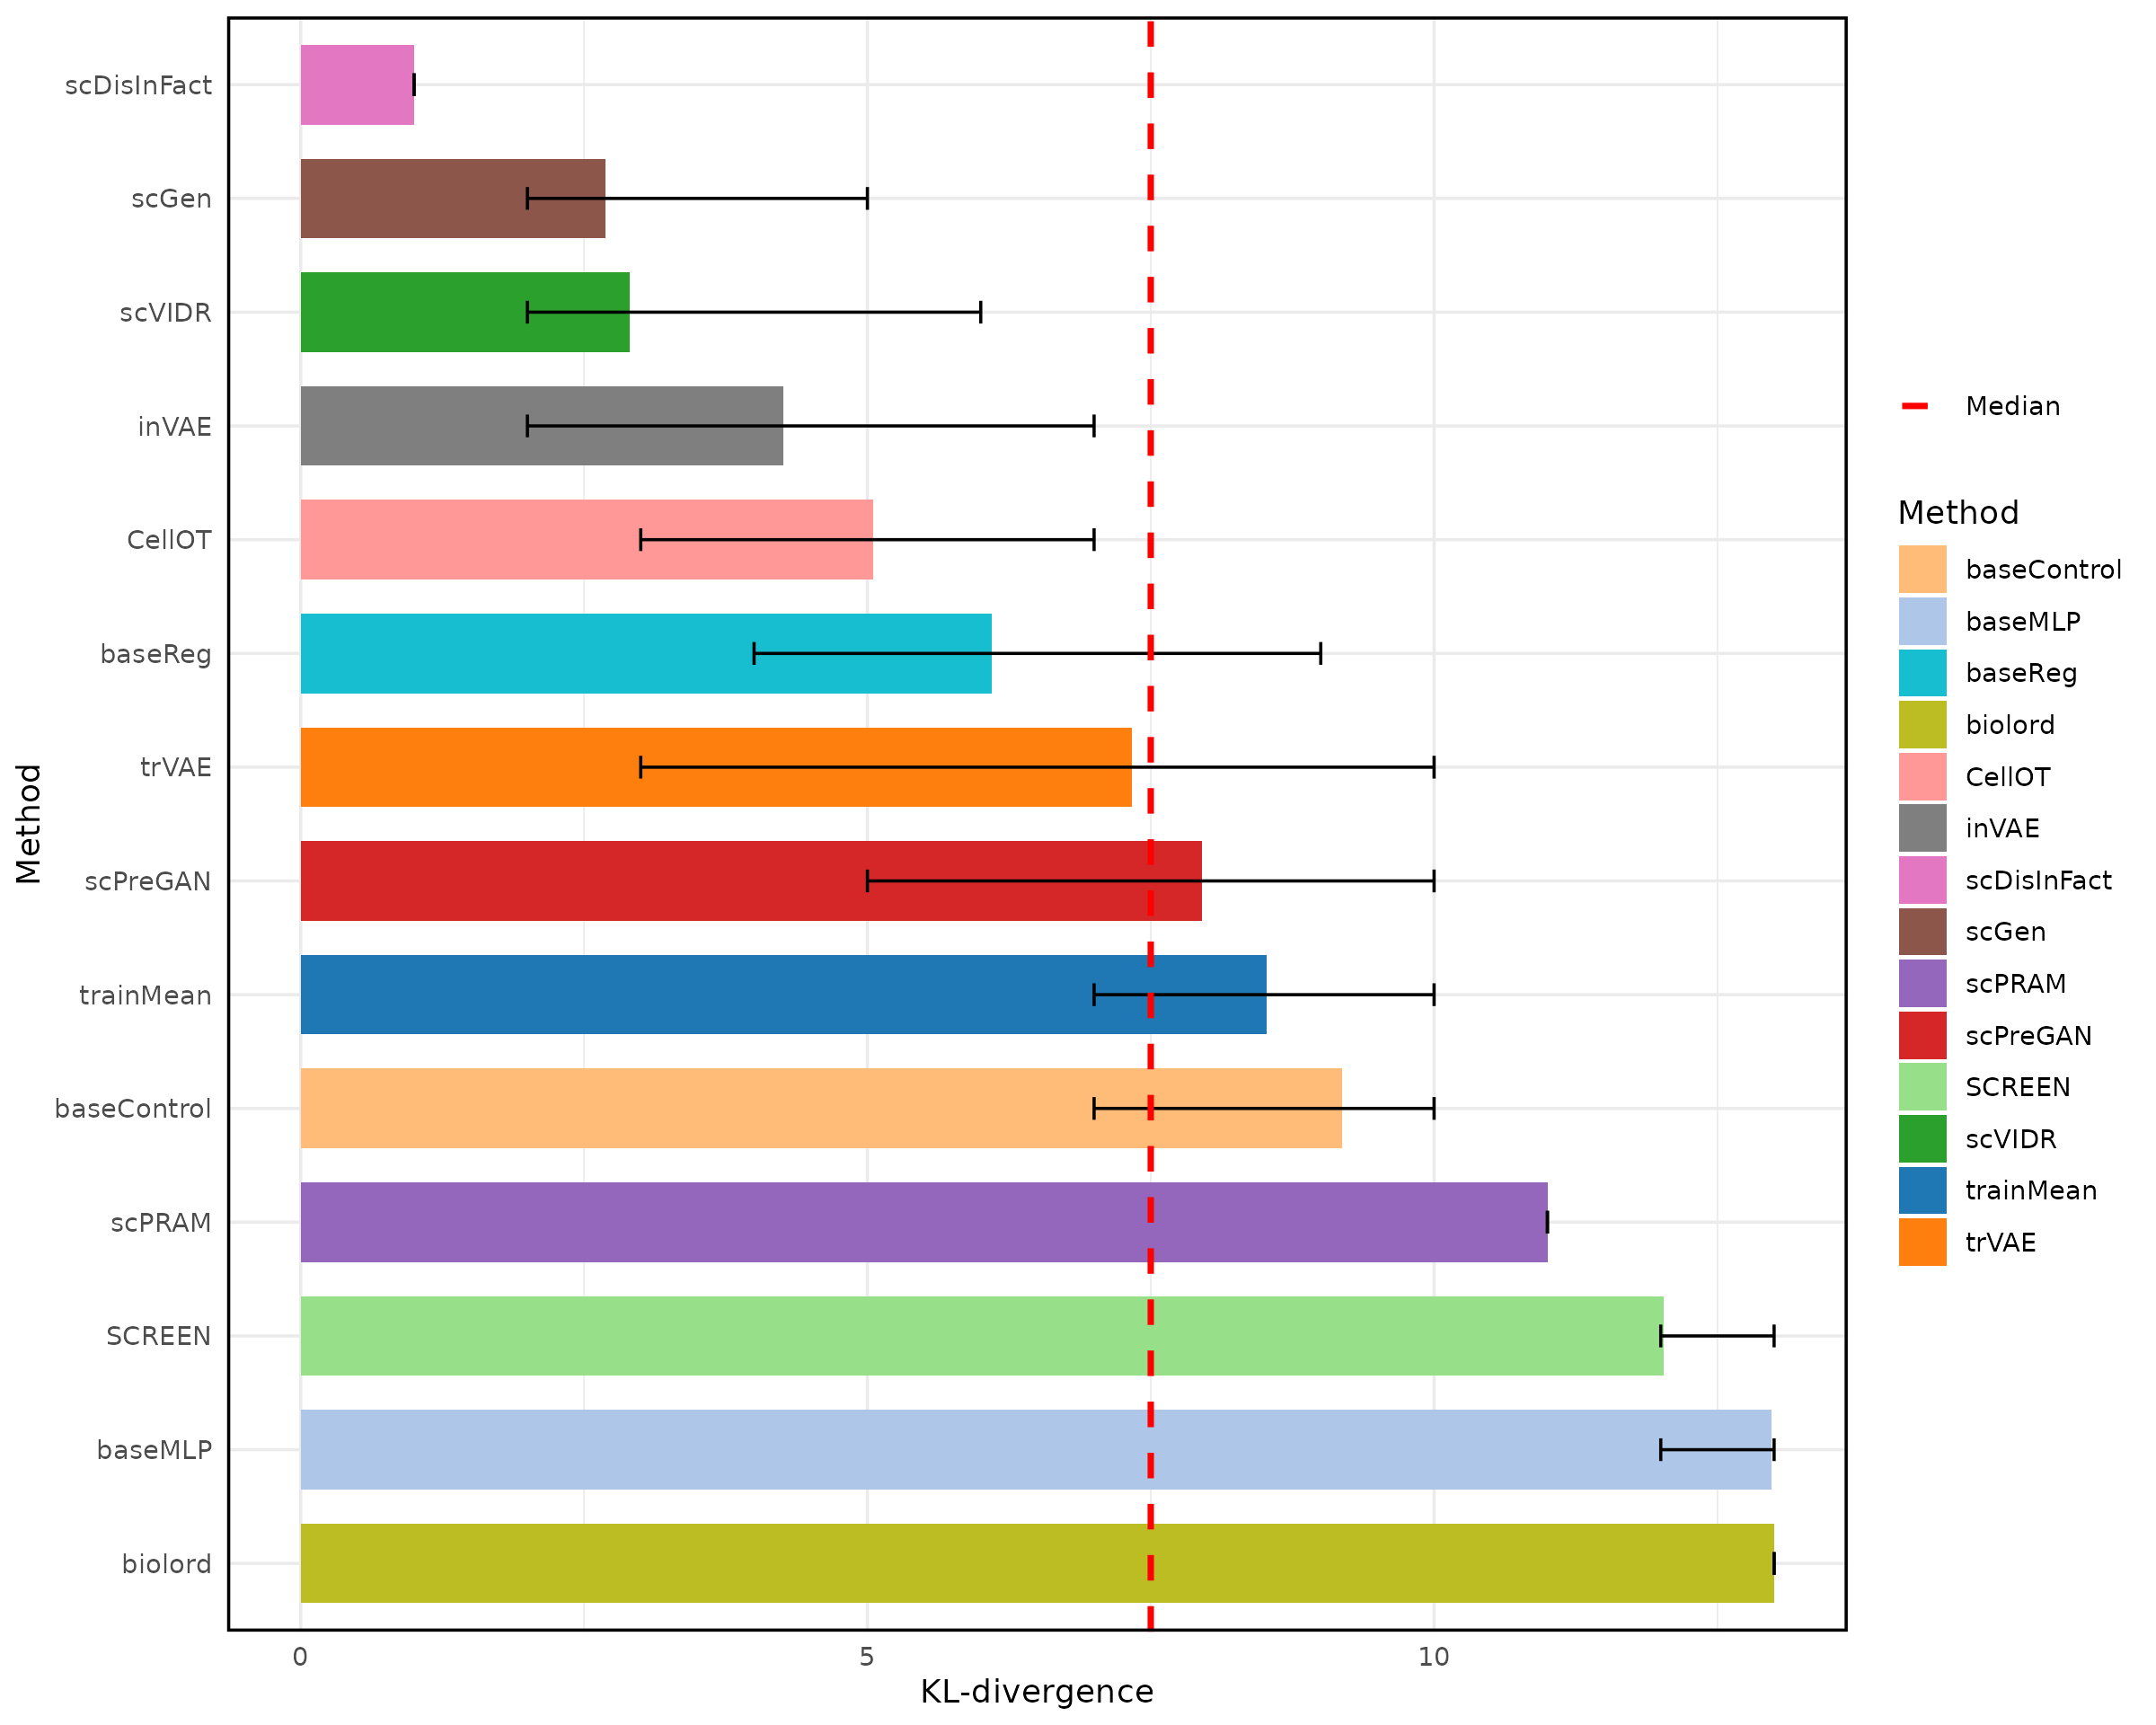 Method
scDisInFact
scGen
scVIDR
inVAE
CellOT
baseReg
trVAE
scPreGAN
trainMean
baseControl
scPRAM
SCREEN
baseMLP
biolord
0 5 10
KL-divergence
Median
Method
baseControl
baseMLP
baseReg
biolord
CellOT
inVAE
scDisInFact
scGen
scPRAM
scPreGAN
SCREEN
scVIDR
trainMean
trVAE